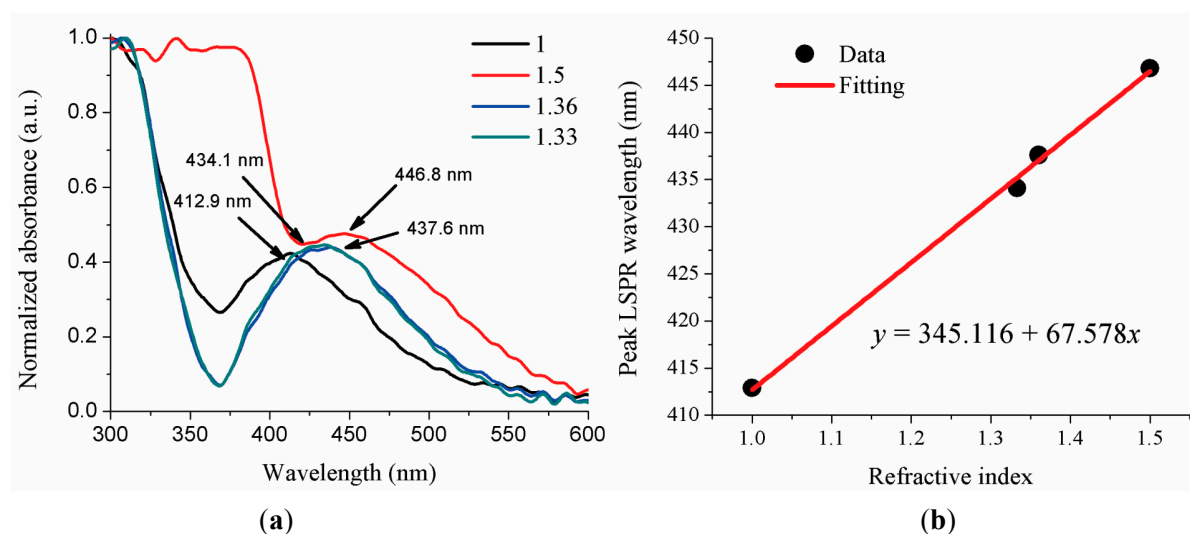 1.0
0.8
0.6
0.4
0.2
0.0
Normalized absorbance (a.u.)
1
1.5
1.36
1.33
434.1 nm
446.8 nm
412.9 nm
437.6 nm
300 350 400 450 500 550 600
Wavelength (nm)
(a)
450
445
440
435
430
425
420
415
410
Peak LSPR wavelength (nm)
Data
Fitting
y = 345.116 + 67.578x
1.0 1.1 1.2 1.3 1.4 1.5
Refractive index
(b)